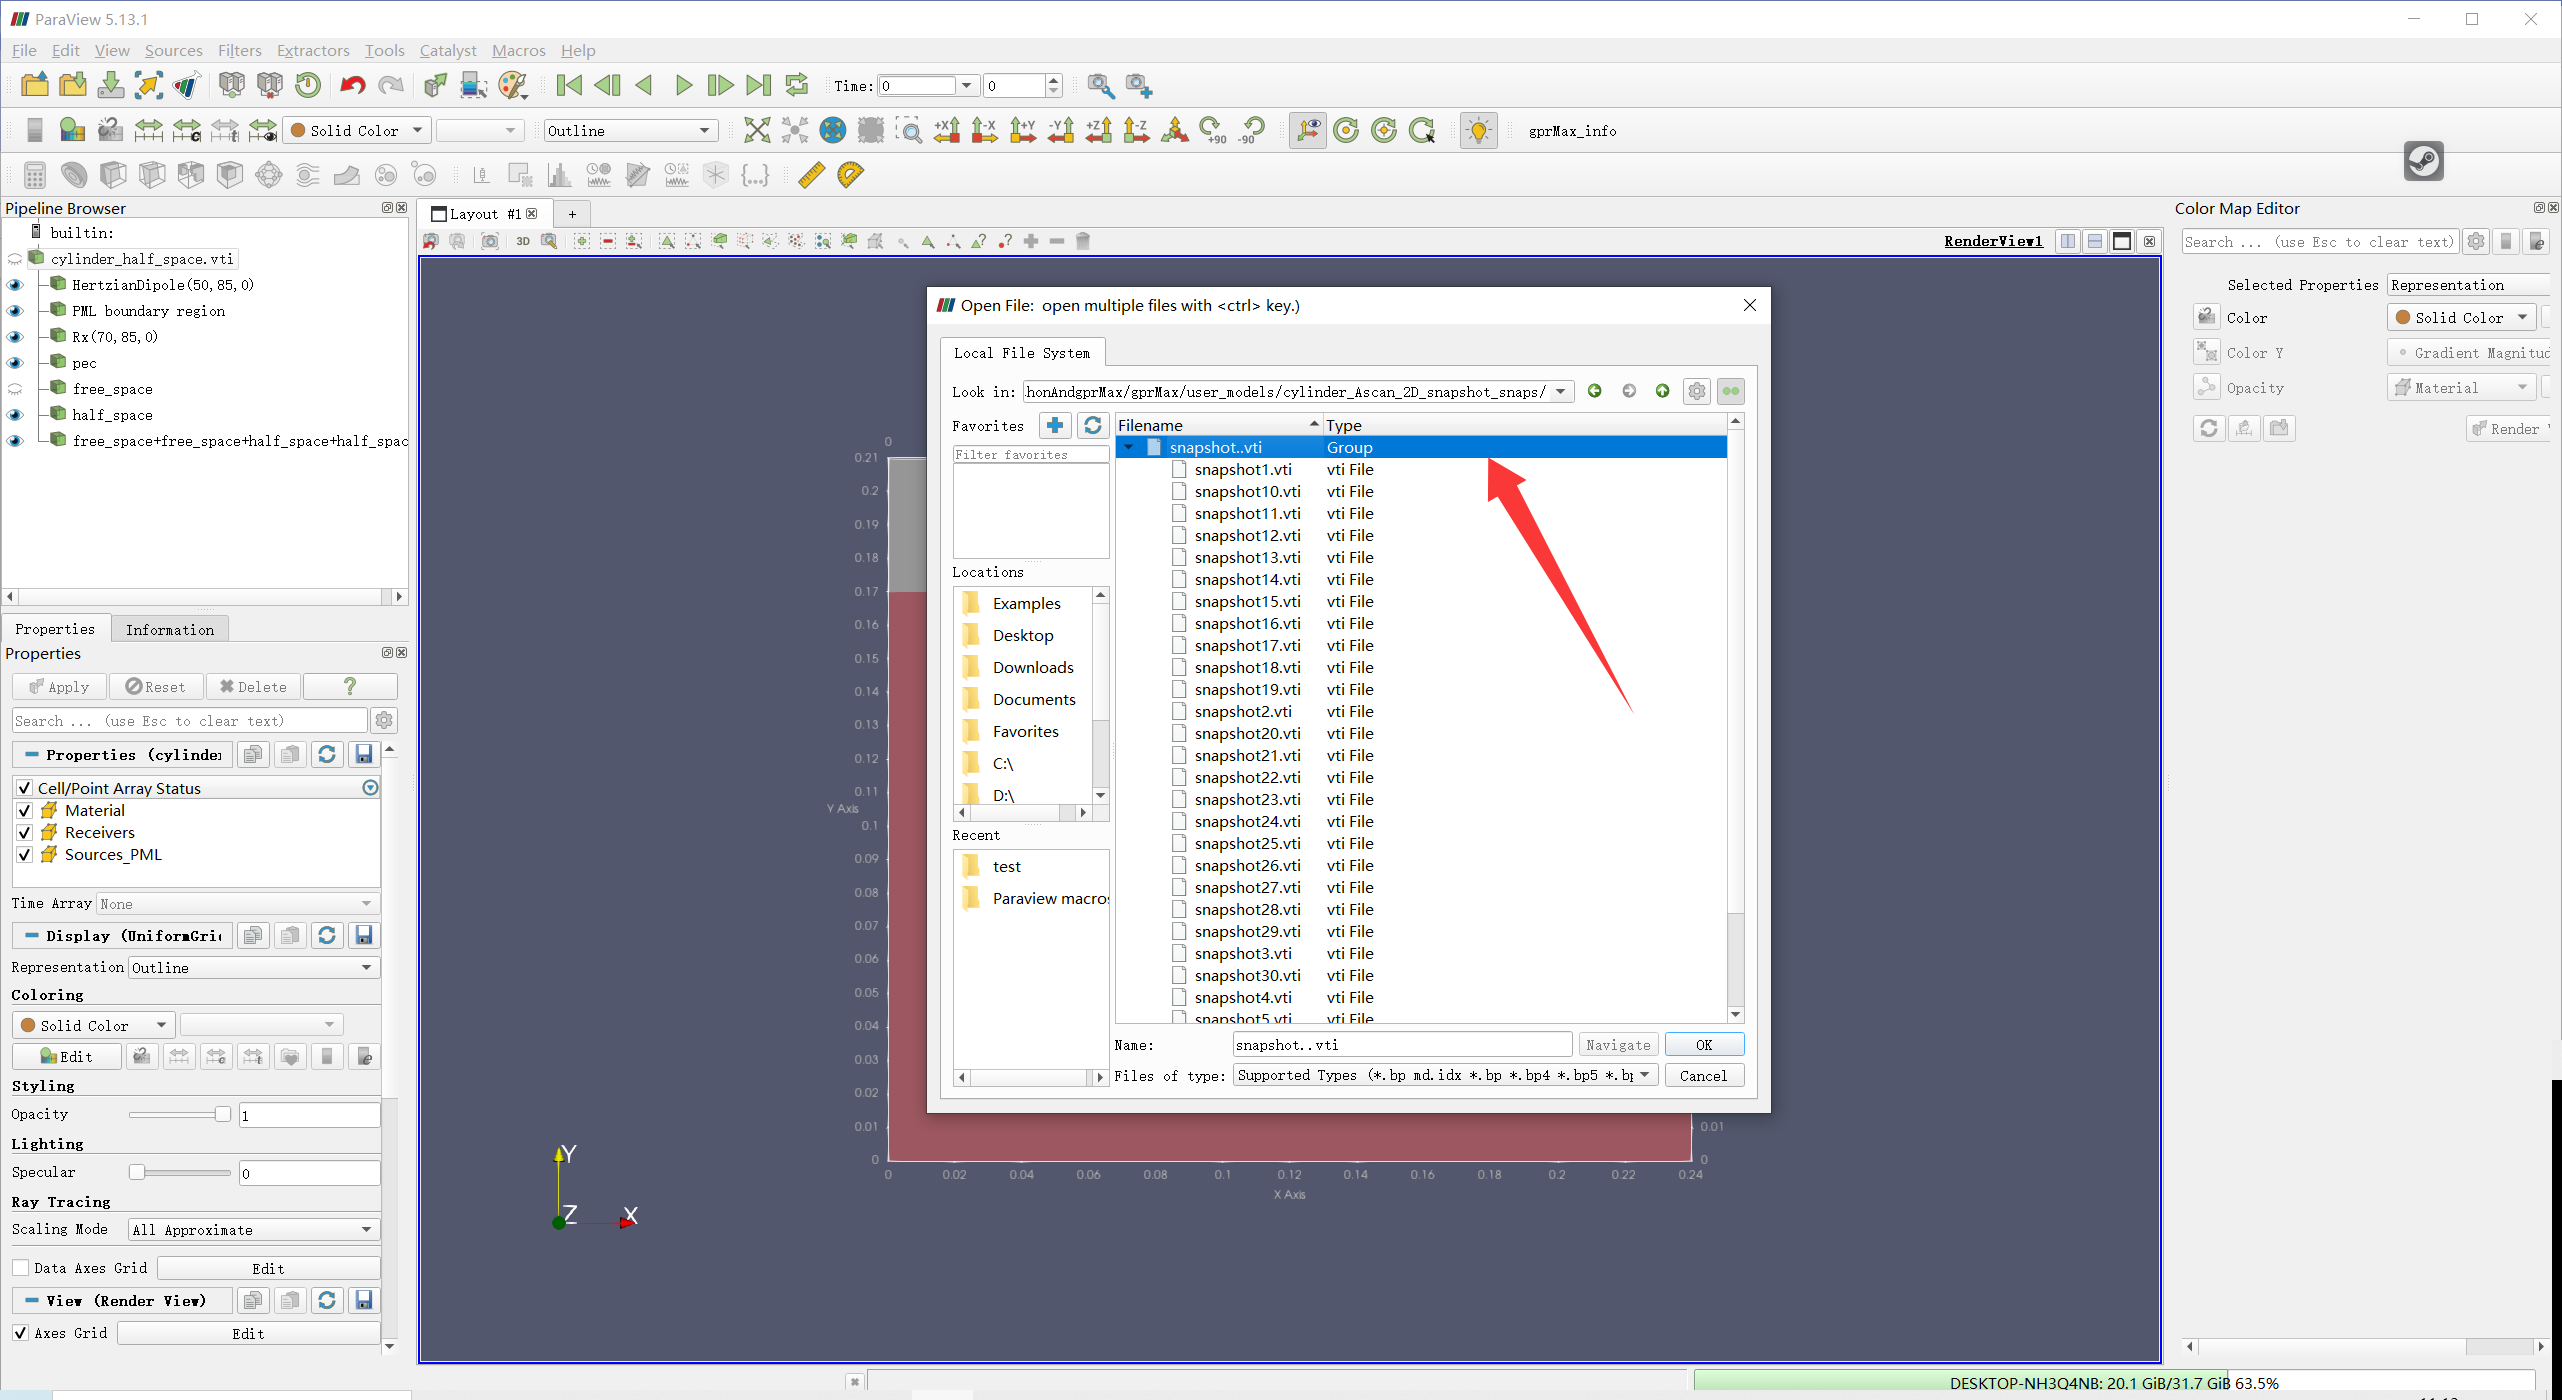 ParaView 5.13.1
File Edit View Sources Filters Extractors Tools Catalyst Macros Help
Time: 0 0
Solid Color Outline +X -X +Y -Y +Z -Z +90 -90 gprMax_info
Pipeline Browser
builtin:
cylinder_half_space.vti
HertzianDipole(50,85,0)
PML boundary region
Rx(70,85,0)
pec
free_space
half_space
free_space+free_space+half_space+half_spac
Properties Information
Properties
Apply Reset Delete ?
Search ... (use Esc to clear text)
Properties (cylinder
Cell/Point Array Status
Material
Receivers
Sources_PML
Time Array None
Display (UniformGri
Representation Outline
Coloring
Solid Color
Edit
Styling
Opacity 1
Lighting
Specular 0
Ray Tracing
Scaling Mode All Approximate
Data Axes Grid Edit
View (Render View)
Axes Grid Edit
Layout #1 +
3D
RenderView1
0
0.21
0.2
0.19
0.18
0.17
0.16
0.15
0.14
0.13
0.12
0.11
Y Axis
0.1
0.09
0.08
0.07
0.06
0.05
0.04
0.03
0.02
0.01 0.01
0 0
0 0.02 0.04 0.06 0.08 0.1 0.12 0.14 0.16 0.18 0.2 0.22 0.24
X Axis
Y
Z X
Open File: open multiple files with <ctrl> key.)
Local File System
Look in: honAndgprMax/gprMax/user_models/cylinder_Ascan_2D_snapshot_snaps/
Favorites
Filter favorites
Locations
Examples
Desktop
Downloads
Documents
Favorites
C:\
D:\
Recent
test
Paraview macros
Filename Type
snapshot..vti Group
snapshot1.vti vti File
snapshot10.vti vti File
snapshot11.vti vti File
snapshot12.vti vti File
snapshot13.vti vti File
snapshot14.vti vti File
snapshot15.vti vti File
snapshot16.vti vti File
snapshot17.vti vti File
snapshot18.vti vti File
snapshot19.vti vti File
snapshot2.vti vti File
snapshot20.vti vti File
snapshot21.vti vti File
snapshot22.vti vti File
snapshot23.vti vti File
snapshot24.vti vti File
snapshot25.vti vti File
snapshot26.vti vti File
snapshot27.vti vti File
snapshot28.vti vti File
snapshot29.vti vti File
snapshot3.vti vti File
snapshot30.vti vti File
snapshot4.vti vti File
snapshot5.vti vti File
Name: snapshot..vti Navigate OK
Files of type: Supported Types (*.bp md.idx *.bp *.bp4 *.bp5 *.bp Cancel
Color Map Editor
Search ... (use Esc to clear text)
Selected Properties Representation
Color Solid Color
Color Y Gradient Magnitud
Opacity Material
Render
DESKTOP-NH3Q4NB: 20.1 GiB/31.7 GiB 63.5%